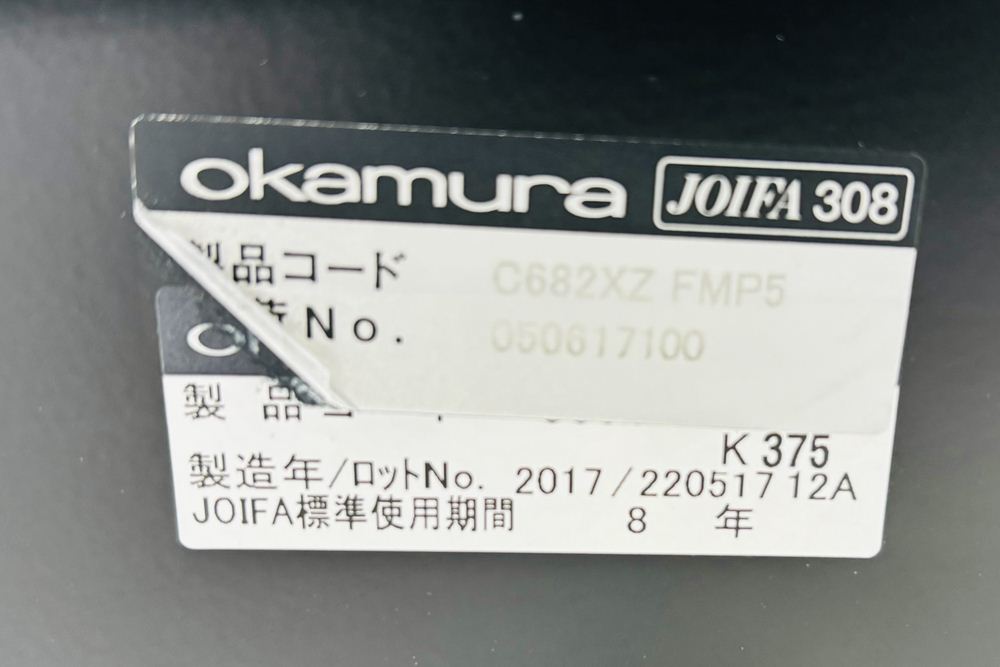 okamura JOIFA 308
製品コード C682XZ FMP5
No. 050617100
製品
K 375
製造年/ロットNo. 2017/22051712A
JOIFA標準使用期間 8 年